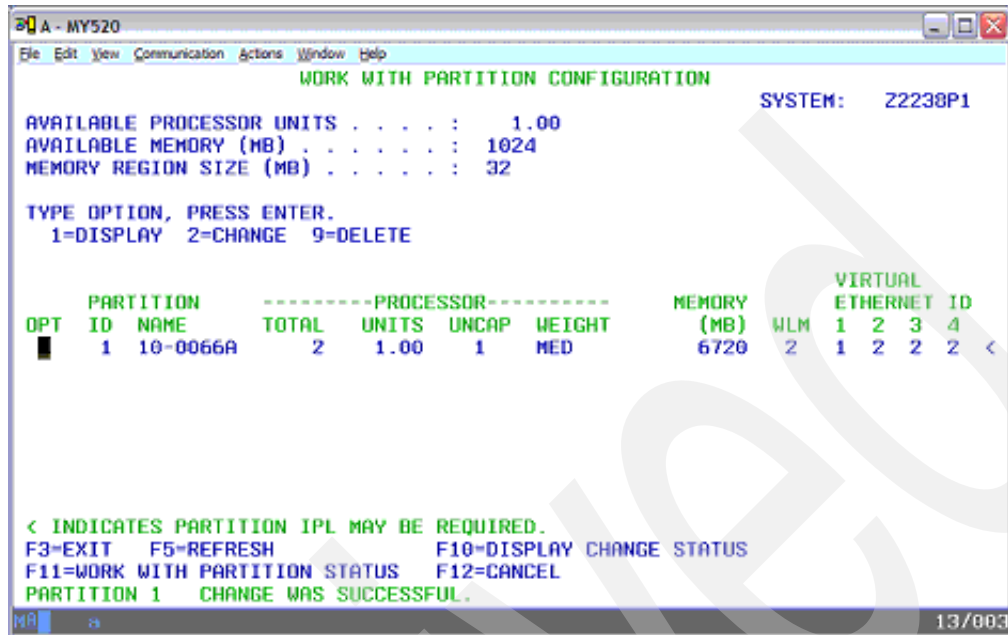 A - MY520
File Edit View Communication Actions Window Help
WORK WITH PARTITION CONFIGURATION
SYSTEM: Z2238P1
AVAILABLE PROCESSOR UNITS . . . . : 1.00
AVAILABLE MEMORY (MB) . . . . . . : 1024
MEMORY REGION SIZE (MB) . . . . . : 32
TYPE OPTION, PRESS ENTER.
1=DISPLAY 2=CHANGE 9=DELETE
VIRTUAL
PARTITION ---------PROCESSOR---------- MEMORY ETHERNET ID
OPT ID NAME TOTAL UNITS UNCAP WEIGHT (MB) WLM 1 2 3 4
1 10-0066A 2 1.00 1 MED 6720 2 1 2 2 2 <
< INDICATES PARTITION IPL MAY BE REQUIRED.
F3=EXIT F5=REFRESH F10=DISPLAY CHANGE STATUS
F11=WORK WITH PARTITION STATUS F12=CANCEL
PARTITION 1 CHANGE WAS SUCCESSFUL.
MA a 13/003